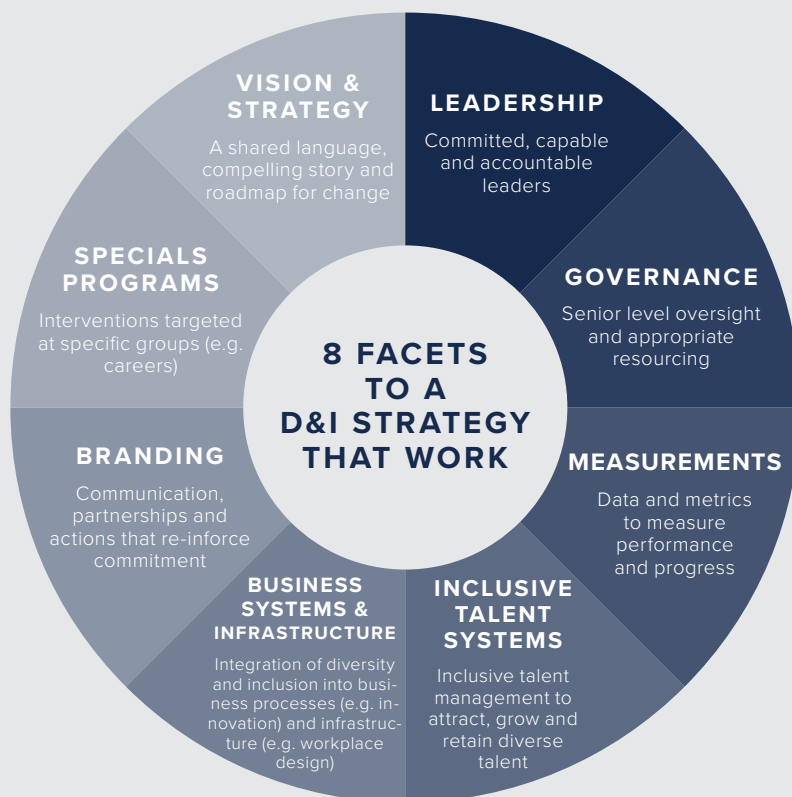 8 FACETS
TO A
D&I STRATEGY
THAT WORK
LEADERSHIP
Committed, capable
and accountable
leaders
GOVERNANCE
Senior level oversight
and appropriate
resourcing
MEASUREMENTS
Data and metrics
to measure
performance
and progress
INCLUSIVE
TALENT
SYSTEMS
Inclusive talent
management to
attract, grow and
retain diverse
talent
BUSINESS
SYSTEMS &
INFRASTRUCTURE
Integration of diversity
and inclusion into busi-
ness processes (e.g. in-
novation) and infrastruc-
ture (e.g. workplace
design)
BRANDING
Communication,
partnerships and
actions that re-inforce
commitment
SPECIALS
PROGRAMS
Interventions targeted
at specific groups (e.g.
careers)
VISION &
STRATEGY
A shared language,
compelling story and
roadmap for change